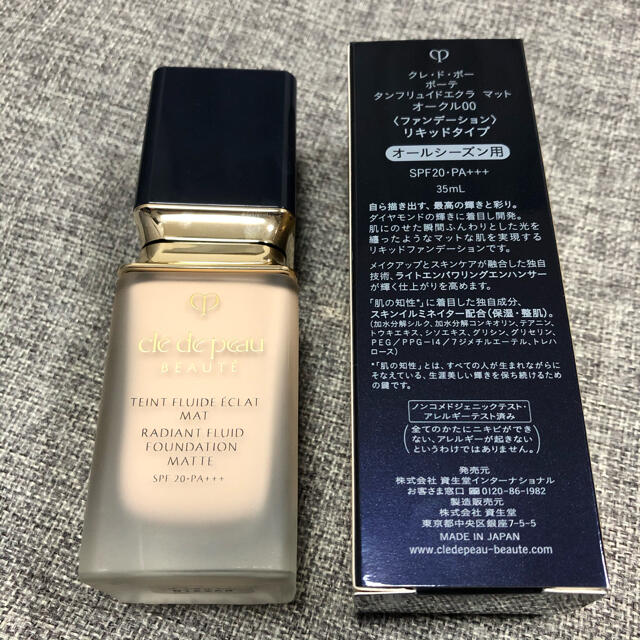 clé de peau
BEAUTÉ
TEINT FLUIDE ÉCLAT
MAT
RADIANT FLUID
FOUNDATION
MATTE
SPF 20・PA+++
クレ・ド・ポー
ボーテ
タンフリュイドエクラ マット
オークル00
〈ファンデーション〉
リキッドタイプ
オールシーズン用
SPF20・PA+++
35mL
自ら描き出す、最高の輝きと彩り。
ダイヤモンドの輝きに着目し開発。
肌にのせた瞬間ふんわりとした光を
纏ったようなマットな肌を実現する
リキッドファンデーションです。
メイクアップとスキンケアが融合した独自
技術、ライトエンパワリングエンハンサー
が輝く仕上がりを高めます。
「肌の知性*」に着目した独自成分、
スキンイルミネイター配合(保湿・整肌)。
(加水分解シルク、加水分解コンキオリン、テアニン、
トウキエキス、シソエキス、グリシン、グリセリン、
PEG/PPG-14/7ジメチルエーテル、トレハ
ロース)
*「肌の知性」とは、すべての人が生まれながらに
そなえている、生涯美しい輝きを保ち続けるため
の鍵です。
ノンコメドジェニックテスト・
アレルギーテスト済み
全てのかたにニキビができ
ない、アレルギーが起きない
というわけではありません。
発売元
株式会社 資生堂インターナショナル
お客さま窓口 0120-86-1982
製造販売元
株式会社 資生堂
東京都中央区銀座7-5-5
MADE IN JAPAN
www.cledepeau-beaute.com